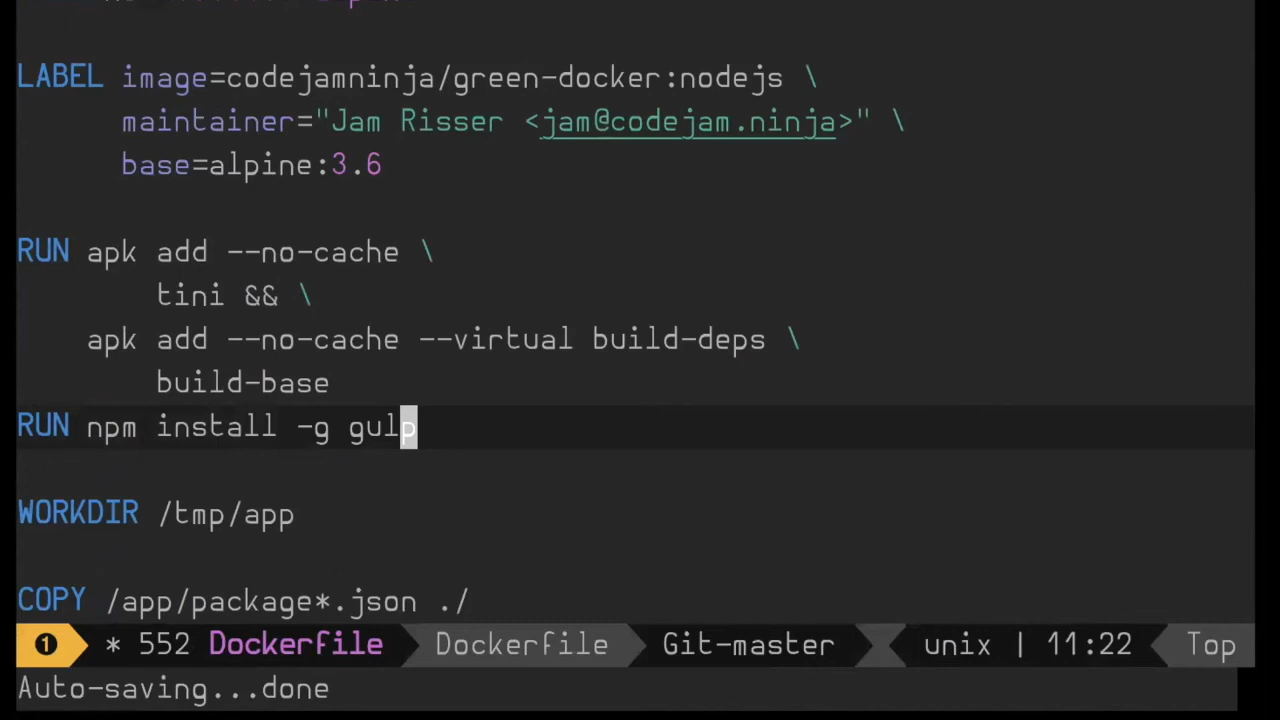 LABEL image=codejamninja/green-docker:nodejs \
maintainer="Jam Risser <jam@codejam.ninja>" \
base=alpine:3.6
RUN apk add --no-cache \
tini && \
apk add --no-cache --virtual build-deps \
build-base
RUN npm install -g gulp
WORKDIR /tmp/app
COPY /app/package*.json ./
1 * 552 Dockerfile Dockerfile Git-master unix | 11:22 Top
Auto-saving...done